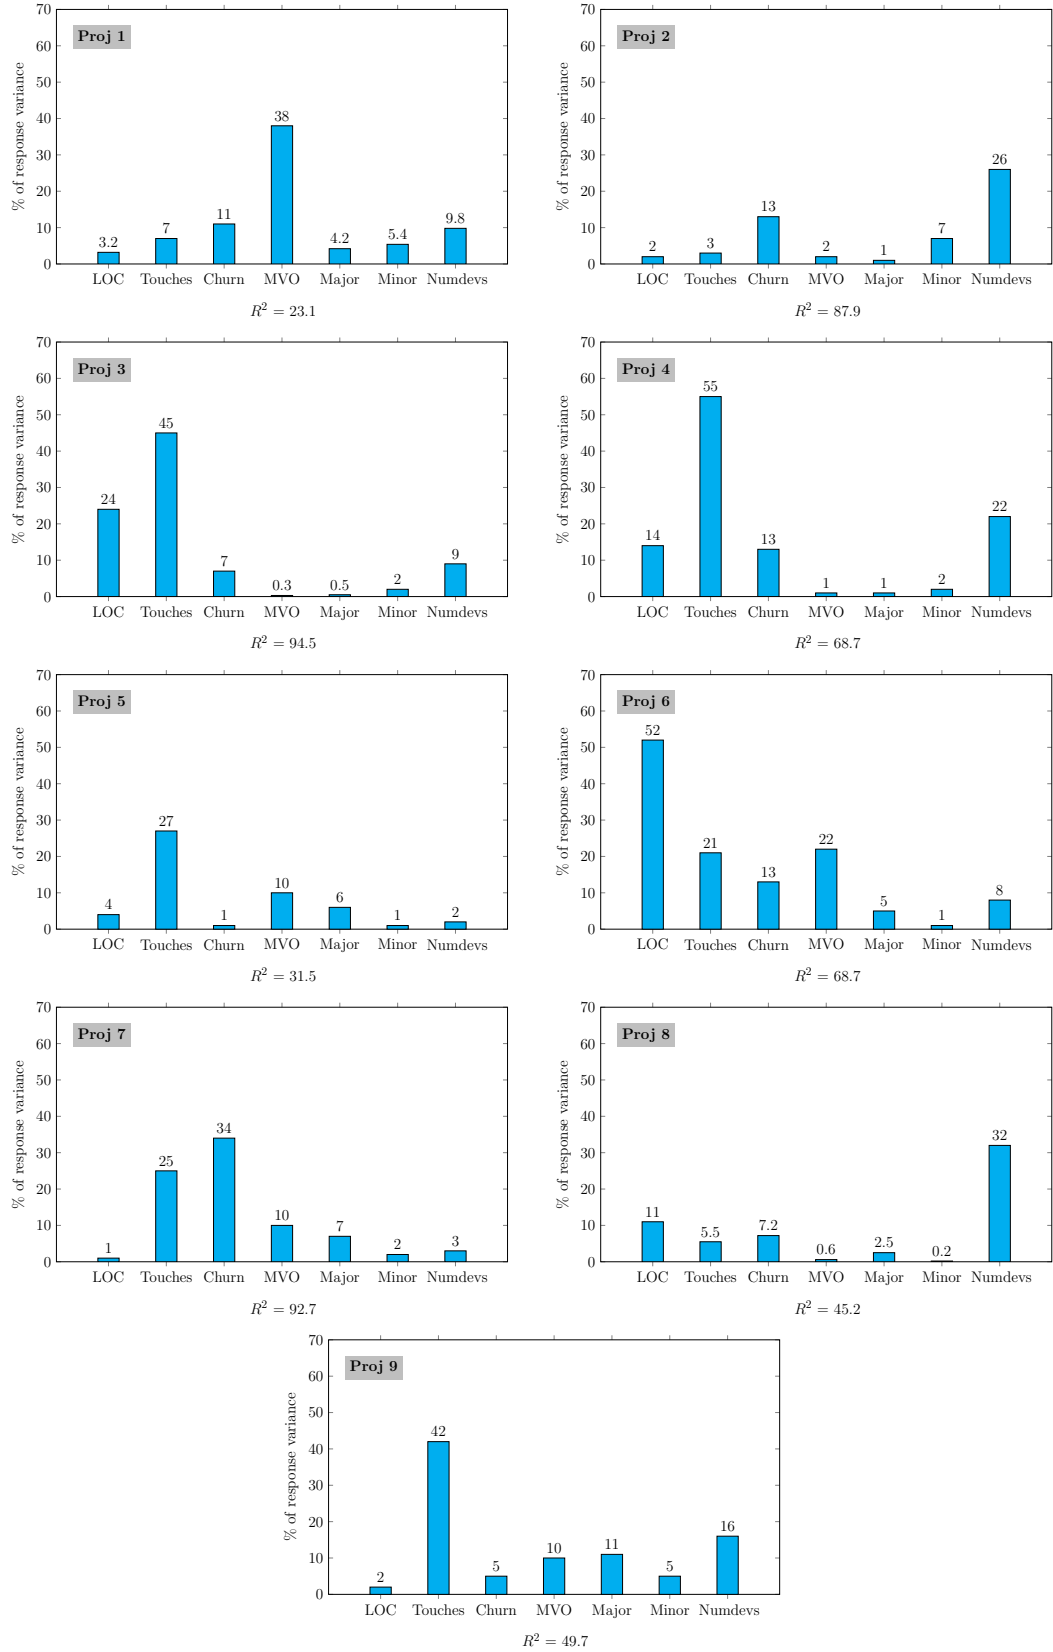 Proj 1
% of response variance
70
60
50
40
30
20
10
0
3.2 7 11 38 4.2 5.4 9.8
LOC Touches Churn MVO Major Minor Numdevs
R² = 23.1
Proj 2
% of response variance
70
60
50
40
30
20
10
0
2 3 13 2 1 7 26
LOC Touches Churn MVO Major Minor Numdevs
R² = 87.9
Proj 3
% of response variance
70
60
50
40
30
20
10
0
24 45 7 0.3 0.5 2 9
LOC Touches Churn MVO Major Minor Numdevs
R² = 94.5
Proj 4
% of response variance
70
60
50
40
30
20
10
0
14 55 13 1 1 2 22
LOC Touches Churn MVO Major Minor Numdevs
R² = 68.7
Proj 5
% of response variance
70
60
50
40
30
20
10
0
4 27 1 10 6 1 2
LOC Touches Churn MVO Major Minor Numdevs
R² = 31.5
Proj 6
% of response variance
70
60
50
40
30
20
10
0
52 21 13 22 5 1 8
LOC Touches Churn MVO Major Minor Numdevs
R² = 68.7
Proj 7
% of response variance
70
60
50
40
30
20
10
0
1 25 34 10 7 2 3
LOC Touches Churn MVO Major Minor Numdevs
R² = 92.7
Proj 8
% of response variance
70
60
50
40
30
20
10
0
11 5.5 7.2 0.6 2.5 0.2 32
LOC Touches Churn MVO Major Minor Numdevs
R² = 45.2
Proj 9
% of response variance
70
60
50
40
30
20
10
0
2 42 5 10 11 5 16
LOC Touches Churn MVO Major Minor Numdevs
R² = 49.7